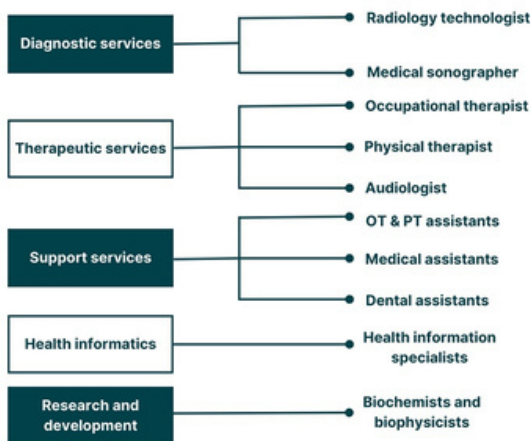 Diagnostic services
Radiology technologist
Medical sonographer
Therapeutic services
Occupational therapist
Physical therapist
Audiologist
Support services
OT & PT assistants
Medical assistants
Dental assistants
Health informatics
Health information
specialists
Research and
development
Biochemists and
biophysicists